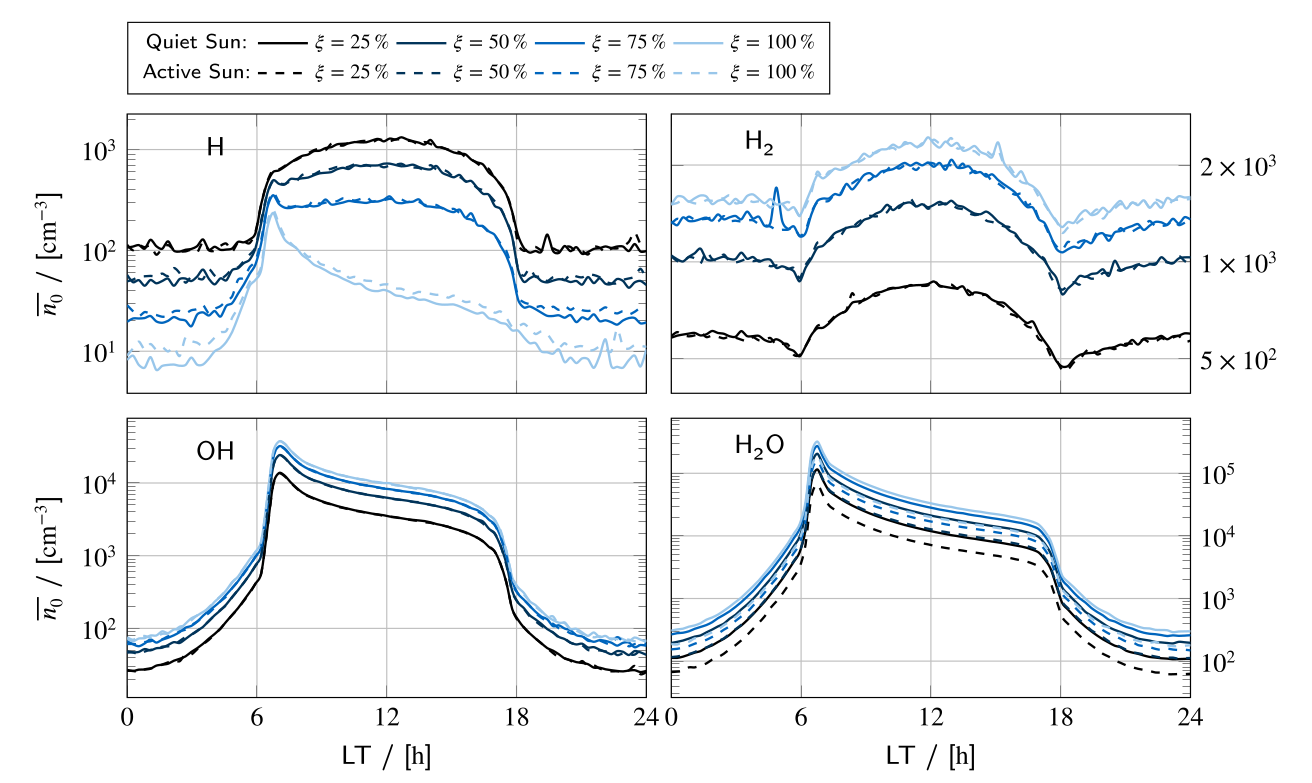 Quiet Sun: ξ = 25 % ξ = 50 % ξ = 75 % ξ = 100 %
Active Sun: ξ = 25 % ξ = 50 % ξ = 75 % ξ = 100 %
H
H₂
10³
10²
10¹
n̅₀ / [cm⁻³]
2 × 10³
1 × 10³
5 × 10²
OH
H₂O
10⁴
10³
10²
n̅₀ / [cm⁻³]
10⁵
10⁴
10³
10²
0 6 12 18 24 0 6 12 18 24
LT / [h] LT / [h]